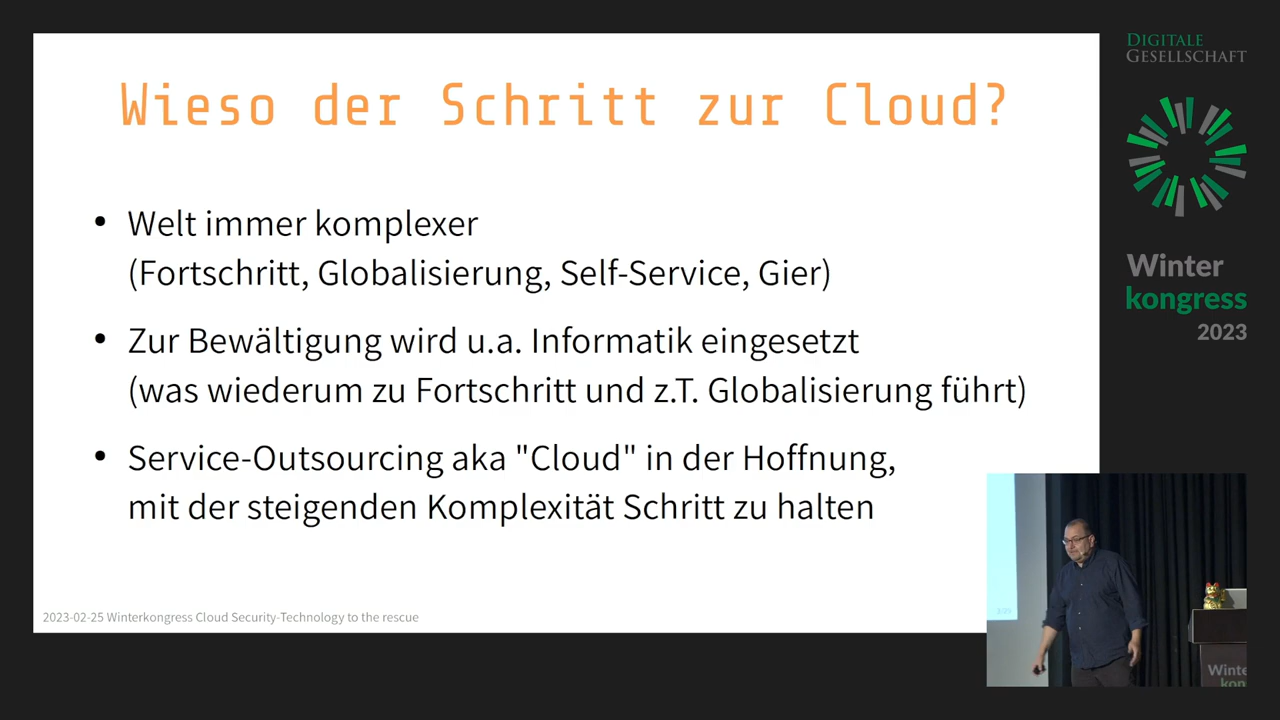 Wieso der Schritt zur Cloud?
• Welt immer komplexer
(Fortschritt, Globalisierung, Self-Service, Gier)
• Zur Bewältigung wird u.a. Informatik eingesetzt
(was wiederum zu Fortschritt und z.T. Globalisierung führt)
• Service-Outsourcing aka "Cloud" in der Hoffnung,
mit der steigenden Komplexität Schritt zu halten
2023-02-25 Winterkongress Cloud Security-Technology to the rescue
DIGITALE
GESELLSCHAFT
Winter
kongress
2023
Winte
kon